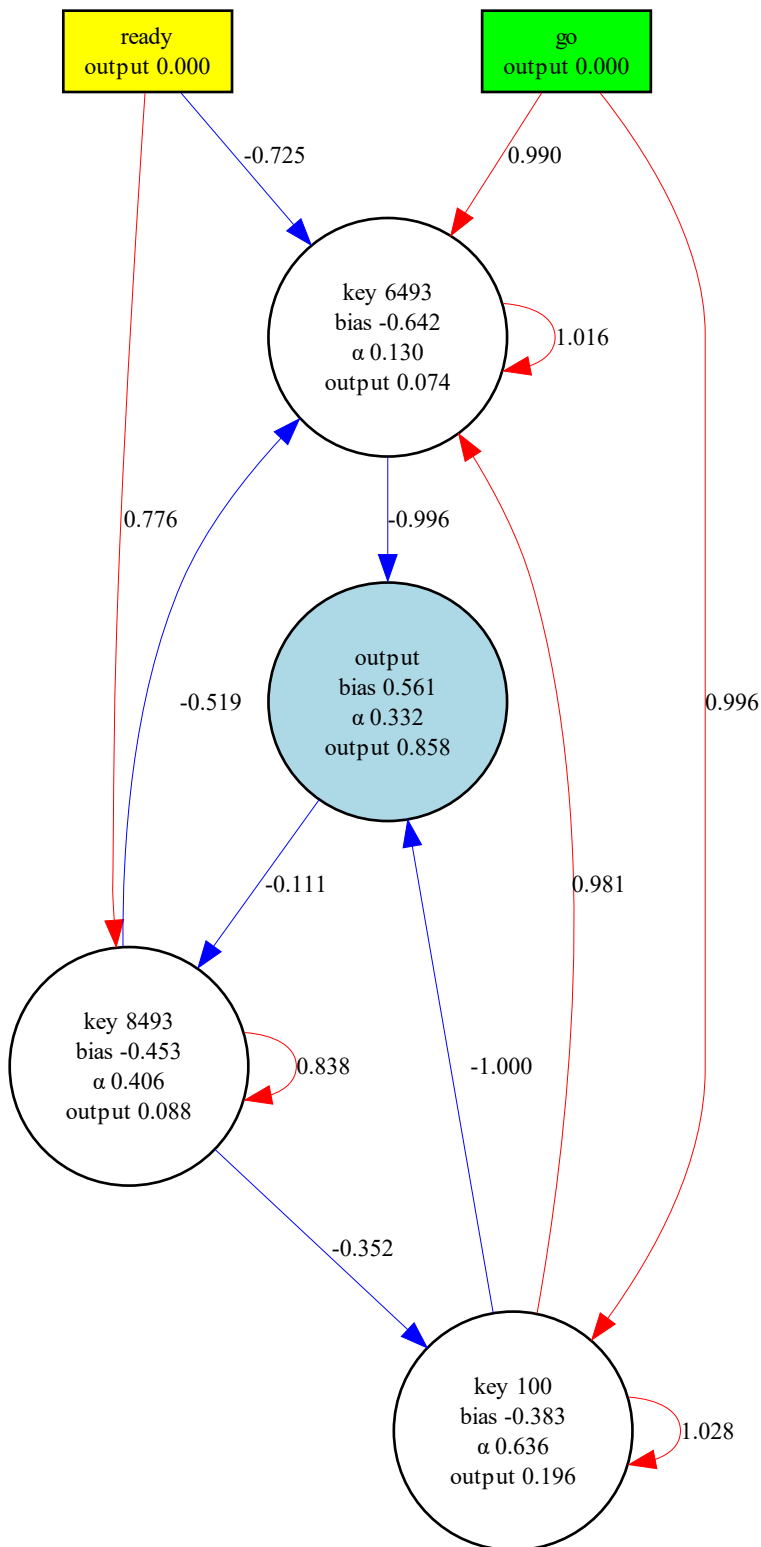 ready
output 0.000
go
output 0.000
-0.725
0.990
key 6493
bias -0.642
α 0.130
output 0.074
1.016
0.776
-0.996
-0.519
output
bias 0.561
α 0.332
output 0.858
0.996
-0.111
0.981
key 8493
bias -0.453
α 0.406
output 0.088
0.838
-1.000
-0.352
key 100
bias -0.383
α 0.636
output 0.196
1.028